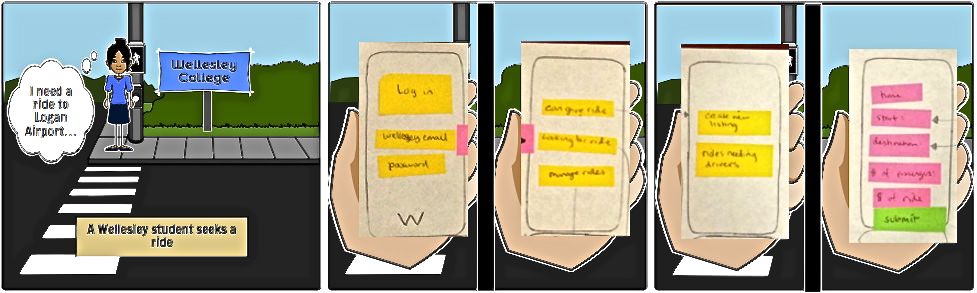 I need a
ride to
Logan
Airport...
Wellesley
College
A Wellesley student seeks a
ride
Log in
wellesley email
password
W
can give ride
looking for ride
manage rides
create new
listing
rides needing
drivers
time
start:
destination:
# of passengers:
$ of ride
submit